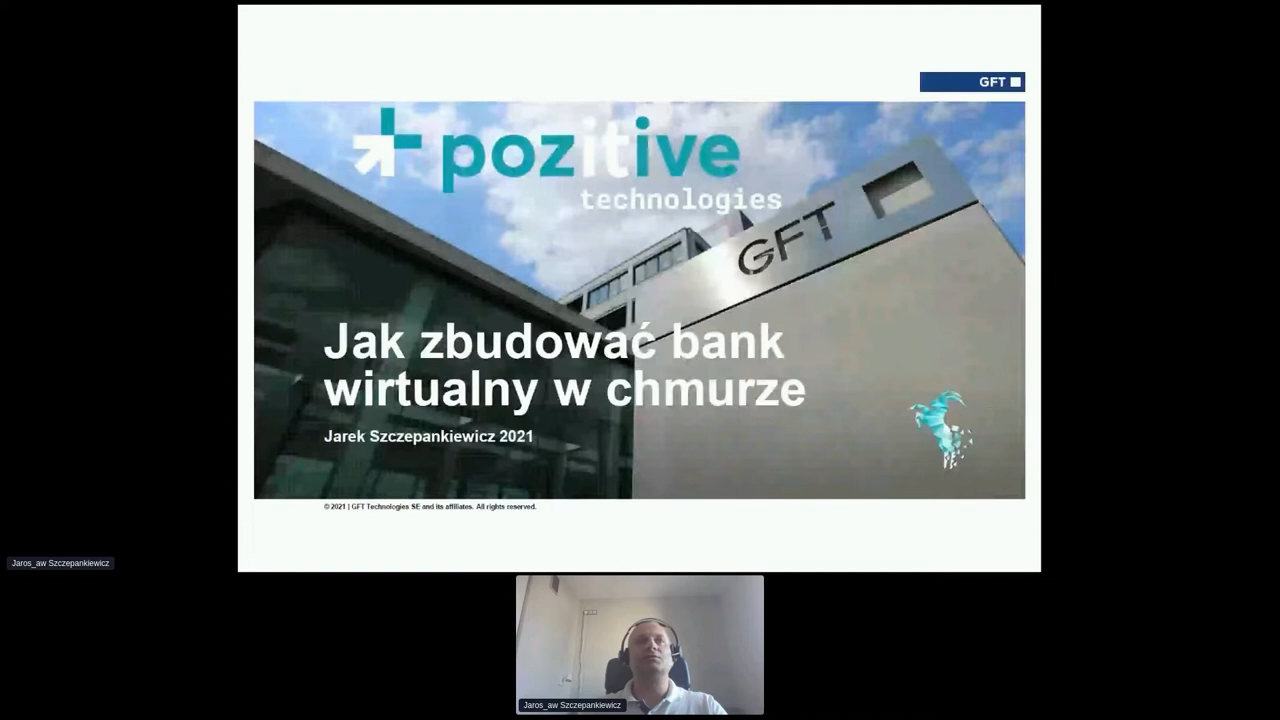 GFT
pozitive
technologies
GFT
Jak zbudować bank
wirtualny w chmurze
Jarek Szczepankiewicz 2021
© 2021 | GFT Technologies SE and its affiliates. All rights reserved.
Jaros_aw Szczepankiewicz
Jaros_aw Szczepankiewicz